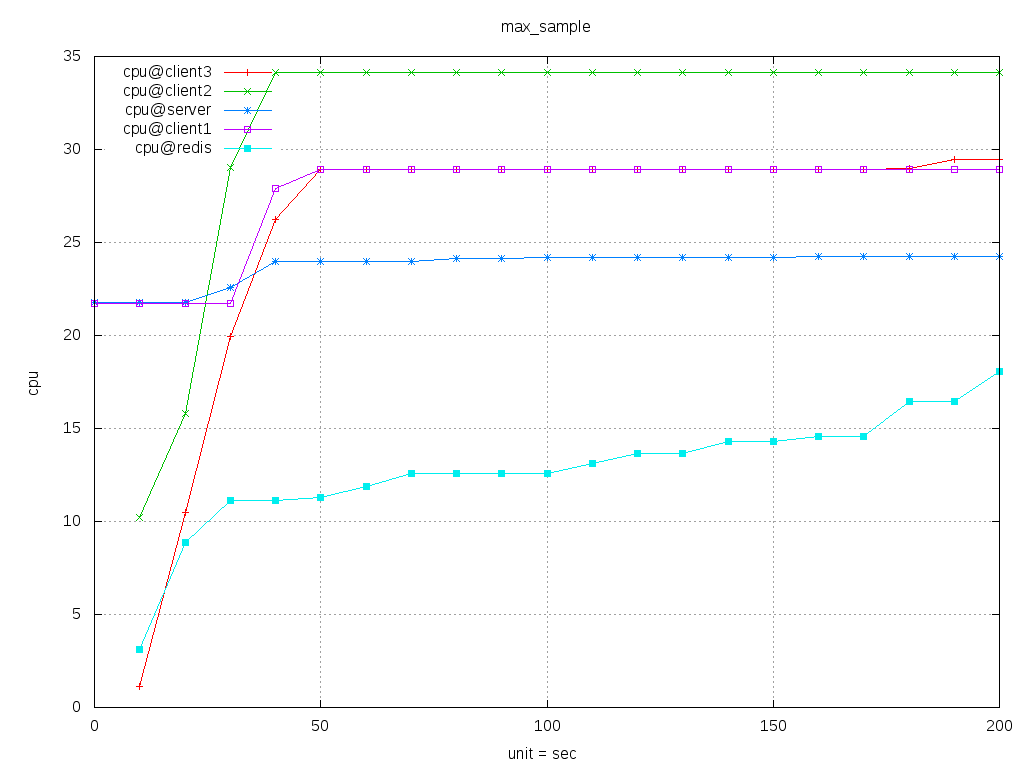 max_sample
35
30
25
20
15
10
5
0
cpu
cpu@client3
cpu@client2
cpu@server
cpu@client1
cpu@redis
0 50 100 150 200
unit = sec